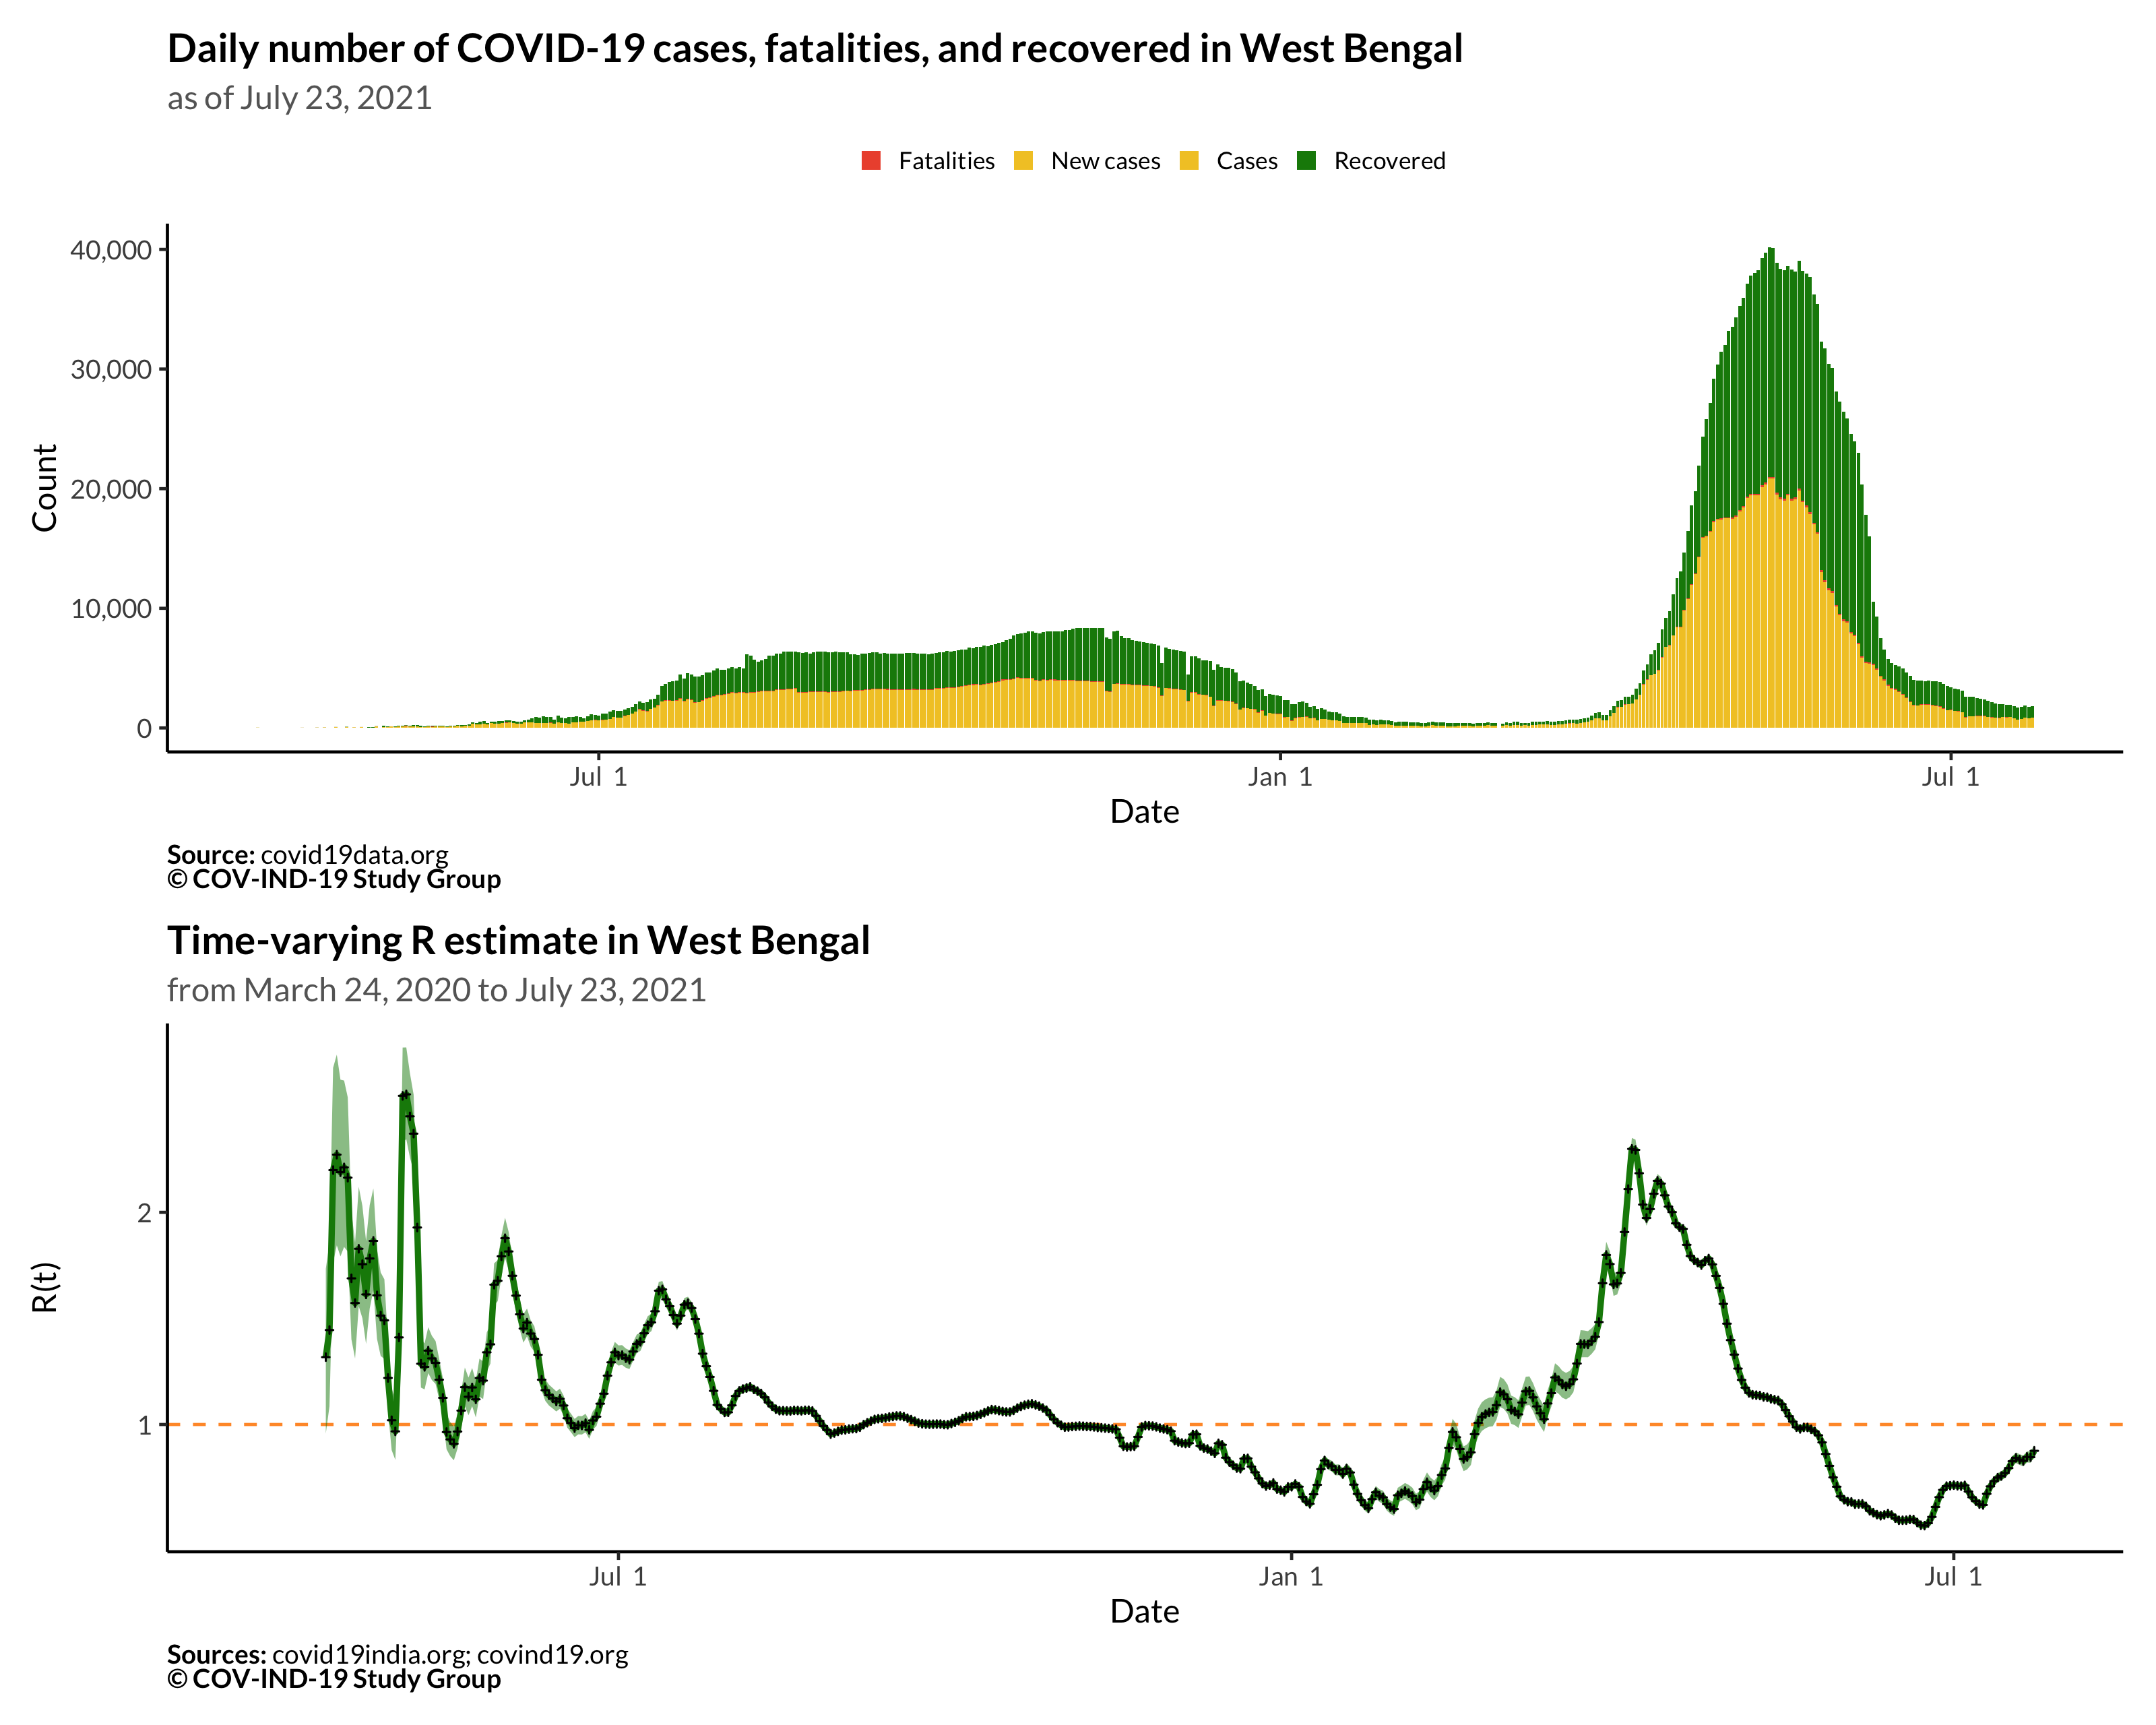 Daily number of COVID-19 cases, fatalities, and recovered in West Bengal
as of July 23, 2021
Fatalities New cases Cases Recovered
40,000
30,000
20,000
10,000
0
Count
Jul 1 Jan 1 Jul 1
Date
Source: covid19data.org
© COV-IND-19 Study Group
Time-varying R estimate in West Bengal
from March 24, 2020 to July 23, 2021
2
1
R(t)
Jul 1 Jan 1 Jul 1
Date
Sources: covid19india.org; covind19.org
© COV-IND-19 Study Group